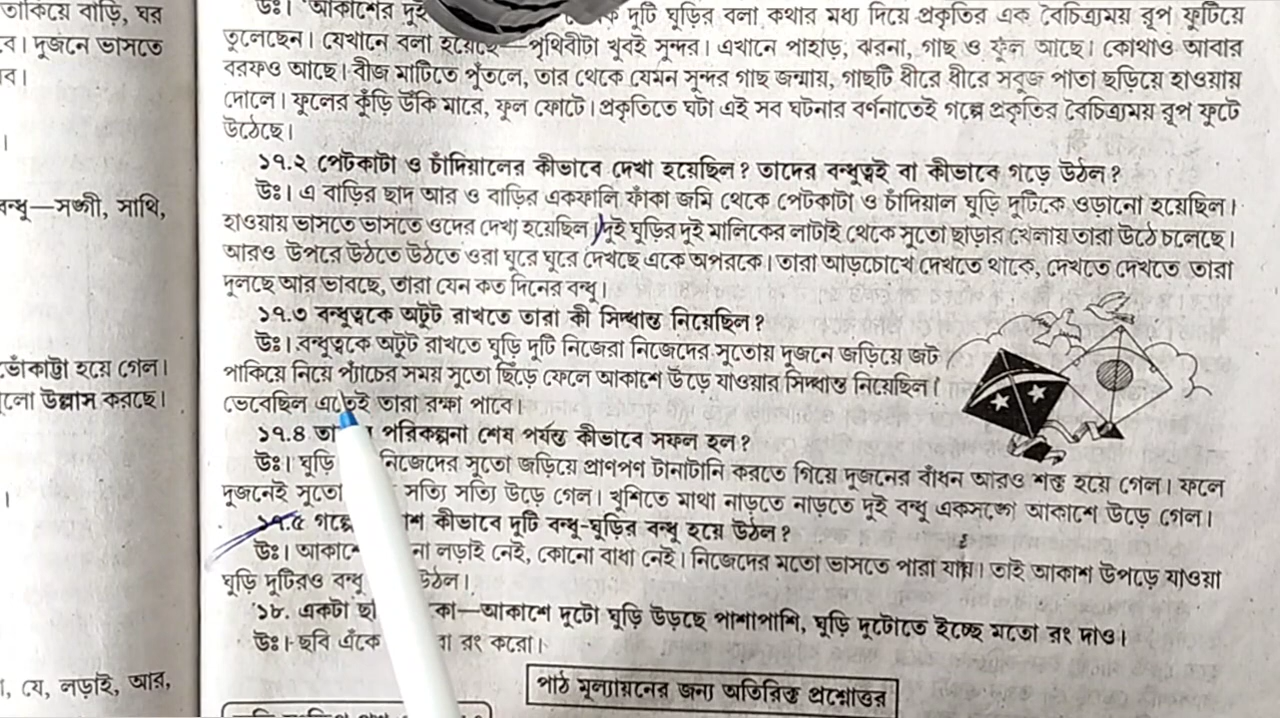 তাকিয়ে বাড়ি, ঘর
ব। দুজনে ভাসতে
ব।
।
বন্ধু—সঙ্গী, সাথি,
ভোঁকাট্টা হয়ে গেল।
উল্লাস করছে।
।
যে, লড়াই, আর,
উঃ। আকাশের দুই দুটি ঘুড়ির বলা কথার মধ্য দিয়ে প্রকৃতির এক বৈচিত্র্যময় রূপ ফুটিয়ে
তুলেছেন। যেখানে বলা হয়েছে—পৃথিবীটা খুবই সুন্দর। এখানে পাহাড়, ঝরনা, গাছ ও ফুল আছে। কোথাও আবার
বরফও আছে। বীজ মাটিতে পুঁতলে, তার থেকে যেমন সুন্দর গাছ জন্মায়, গাছটি ধীরে ধীরে সবুজ পাতা ছড়িয়ে হাওয়ায়
দোলে। ফুলের কুঁড়ি উঁকি মারে, ফুল ফোটে। প্রকৃতিতে ঘটা এই সব ঘটনার বর্ণনাতেই গল্পে প্রকৃতির বৈচিত্র্যময় রূপ ফুটে
উঠেছে।
১৭.২ পেটকাটা ও চাঁদিয়ালের কীভাবে দেখা হয়েছিল? তাদের বন্ধুত্বই বা কীভাবে গড়ে উঠল?
উঃ। এ বাড়ির ছাদ আর ও বাড়ির একফালি ফাঁকা জমি থেকে পেটকাটা ও চাঁদিয়াল ঘুড়ি দুটিকে ওড়ানো হয়েছিল।
হাওয়ায় ভাসতে ভাসতে ওদের দেখা হয়েছিল। দুই ঘুড়ির দুই মালিকের লাটাই থেকে সুতো ছাড়ার খেলায় তারা উঠে চলেছে।
আরও উপরে উঠতে উঠতে ওরা ঘুরে ঘুরে দেখছে একে অপরকে। তারা আড়চোখে দেখতে থাকে, দেখতে দেখতে তারা
দুলছে আর ভাবছে, তারা যেন কত দিনের বন্ধু।
১৭.৩ বন্ধুত্বকে অটুট রাখতে তারা কী সিদ্ধান্ত নিয়েছিল?
উঃ। বন্ধুত্বকে অটুট রাখতে ঘুড়ি দুটি নিজেরা নিজেদের সুতোয় দুজনে জড়িয়ে জট
পাকিয়ে নিয়ে প্যাঁচের সময় সুতো ছিঁড়ে ফেলে আকাশে উড়ে যাওয়ার সিদ্ধান্ত নিয়েছিল।
ভেবেছিল এতেই তারা রক্ষা পাবে।
১৭.৪ পরিকল্পনা শেষ পর্যন্ত কীভাবে সফল হল?
উঃ। ঘুড়ি নিজেদের সুতো জড়িয়ে প্রাণপণ টানাটানি করতে গিয়ে দুজনের বাঁধন আরও শক্ত হয়ে গেল। ফলে
দুজনেই সুতো সত্যি সত্যি উড়ে গেল। খুশিতে মাথা নাড়তে নাড়তে দুই বন্ধু একসঙ্গে আকাশে উড়ে গেল।
১৭.৫ গল্পে কীভাবে দুটি বন্ধু-ঘুড়ির বন্ধু হয়ে উঠল?
উঃ। লড়াই নেই, কোনো বাধা নেই। নিজেদের মতো ভাসতে পারা যায়। তাই আকাশ উপড়ে যাওয়া
ঘুড়ি দুটিরও বন্ধু উঠল।
১৮. একটা —আকাশে দুটো ঘুড়ি উড়ছে পাশাপাশি, ঘুড়ি দুটোতে ইচ্ছে মতো রং দাও।
উঃ। ছবি এঁকে রং করো।
পাঠ মূল্যায়নের জন্য অতিরিক্ত প্রশ্নোত্তর